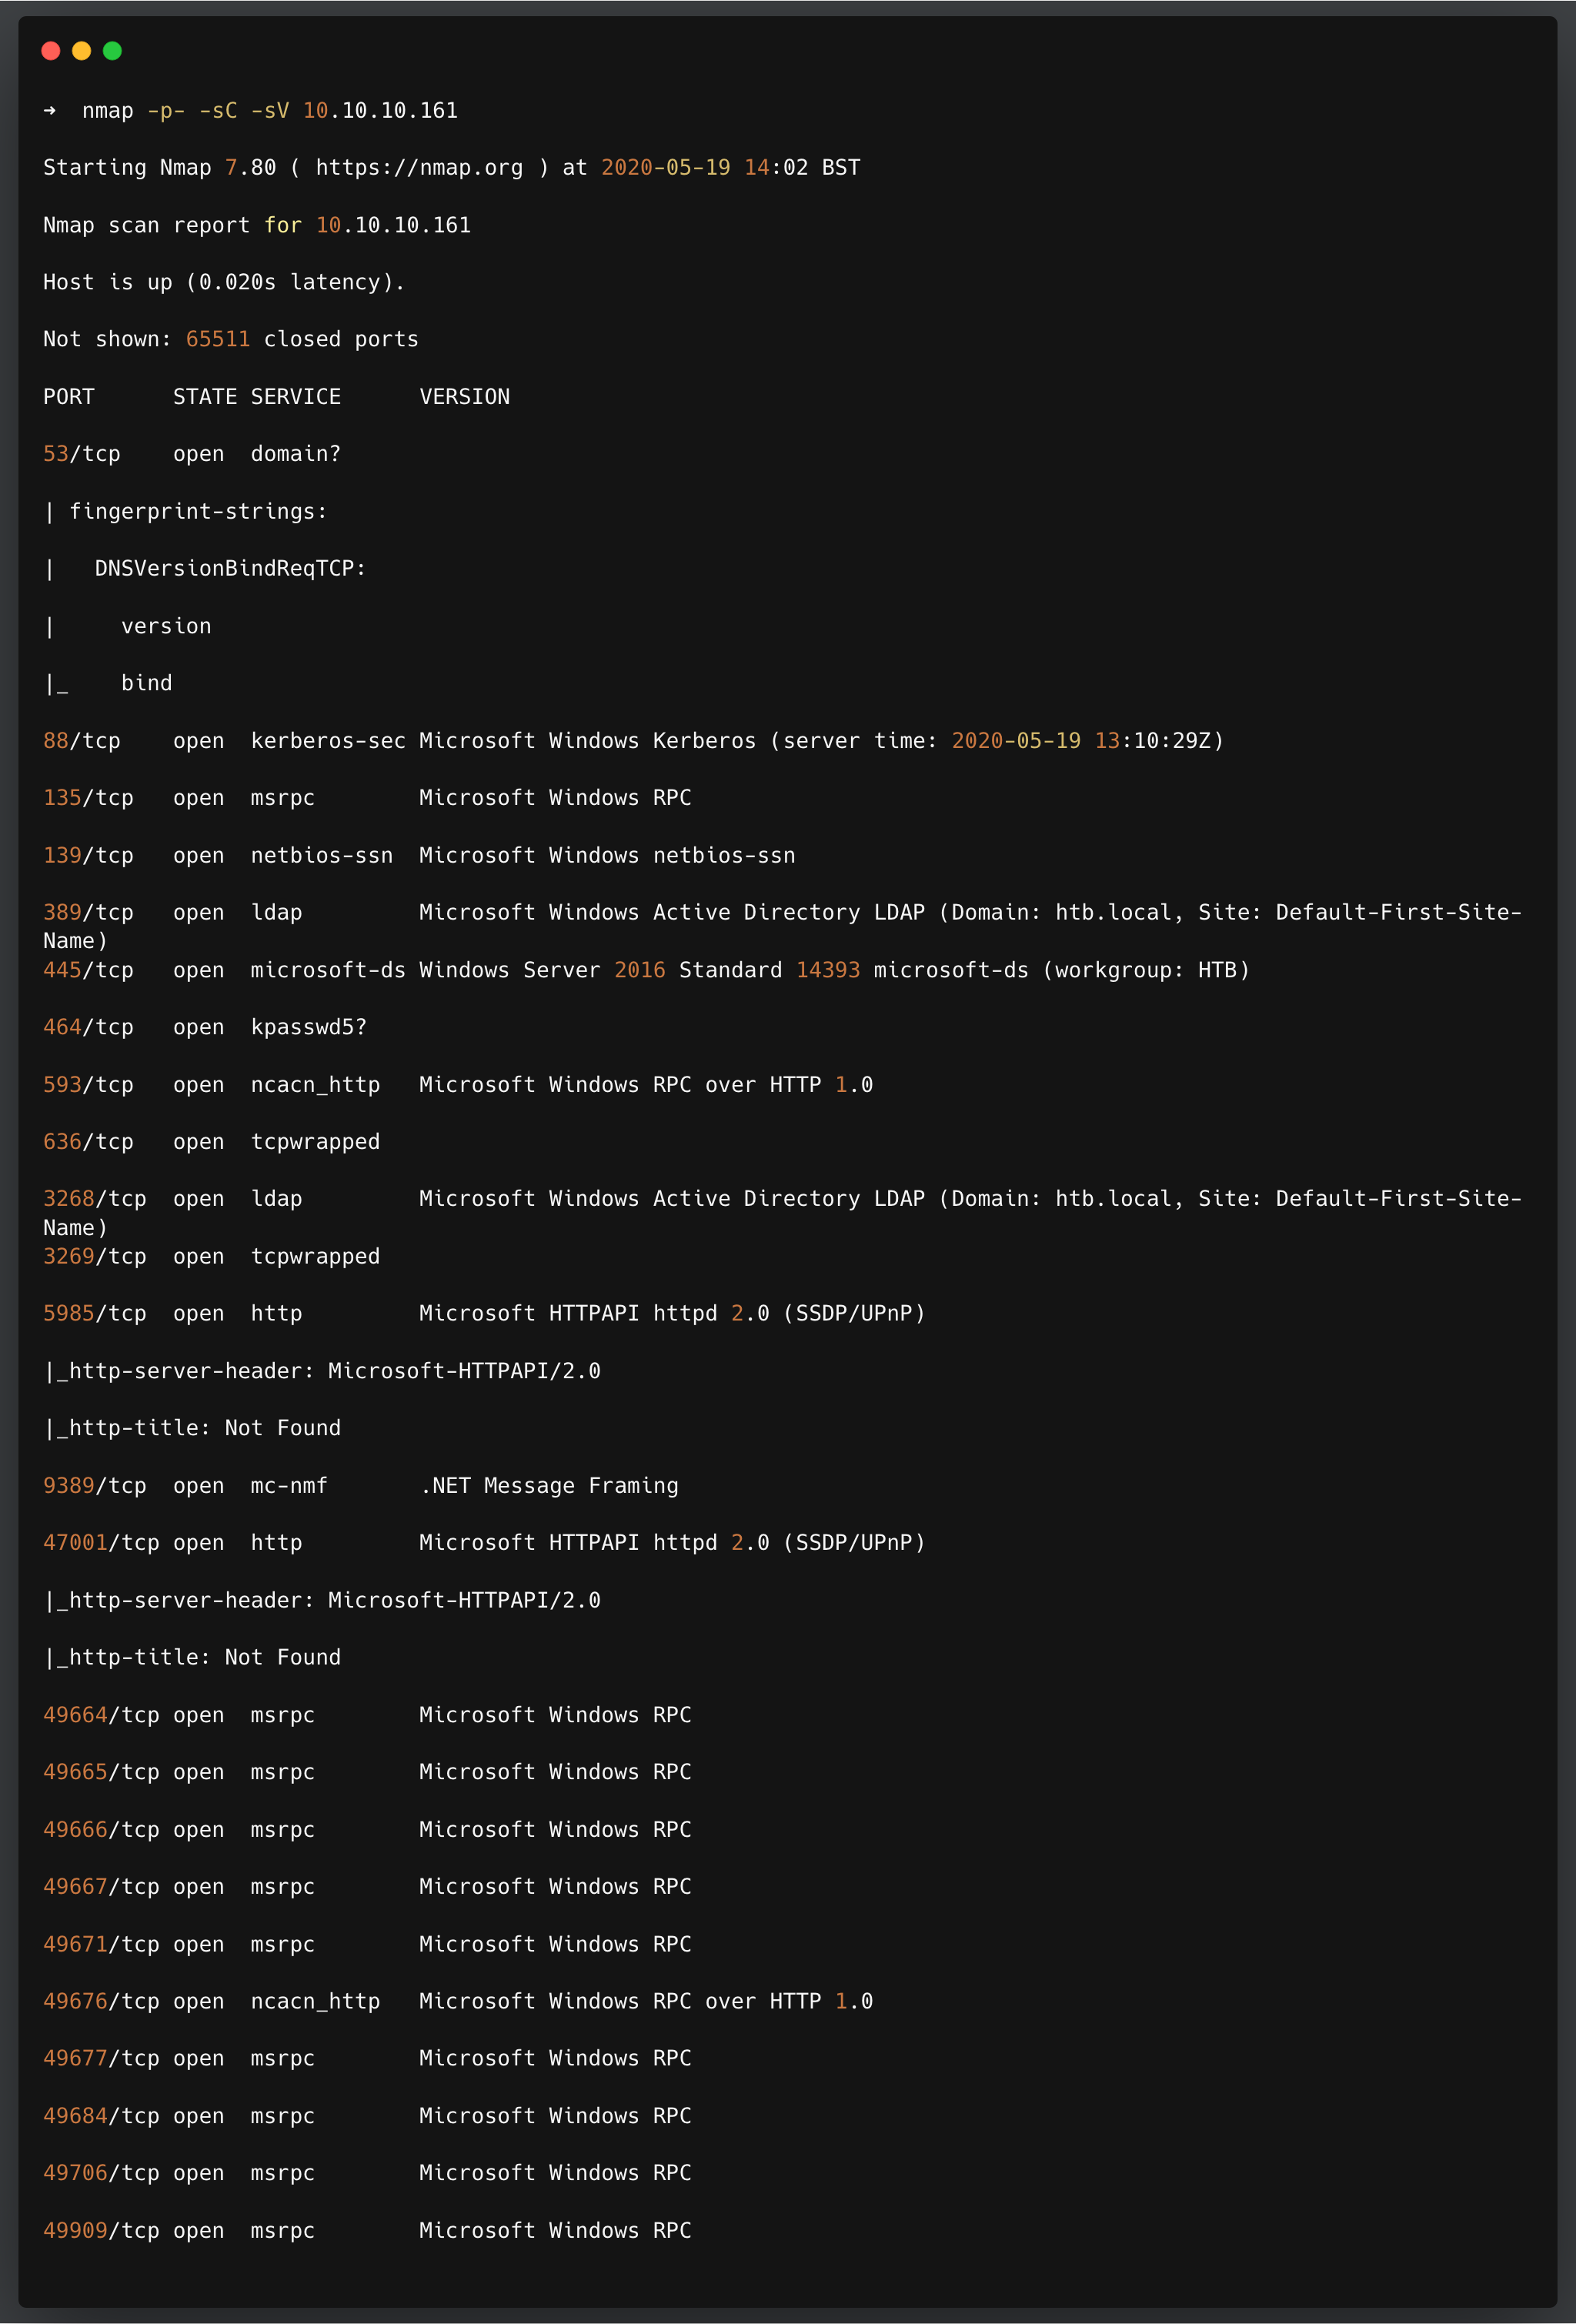 →  nmap -p- -sC -sV 10.10.10.161
Starting Nmap 7.80 ( https://nmap.org ) at 2020-05-19 14:02 BST
Nmap scan report for 10.10.10.161
Host is up (0.020s latency).
Not shown: 65511 closed ports
PORT      STATE SERVICE      VERSION
53/tcp    open  domain?
| fingerprint-strings:
|   DNSVersionBindReqTCP:
|     version
|_    bind
88/tcp    open  kerberos-sec Microsoft Windows Kerberos (server time: 2020-05-19 13:10:29Z)
135/tcp   open  msrpc        Microsoft Windows RPC
139/tcp   open  netbios-ssn  Microsoft Windows netbios-ssn
389/tcp   open  ldap         Microsoft Windows Active Directory LDAP (Domain: htb.local, Site: Default-First-Site-
Name)
445/tcp   open  microsoft-ds Windows Server 2016 Standard 14393 microsoft-ds (workgroup: HTB)
464/tcp   open  kpasswd5?
593/tcp   open  ncacn_http   Microsoft Windows RPC over HTTP 1.0
636/tcp   open  tcpwrapped
3268/tcp  open  ldap         Microsoft Windows Active Directory LDAP (Domain: htb.local, Site: Default-First-Site-
Name)
3269/tcp  open  tcpwrapped
5985/tcp  open  http         Microsoft HTTPAPI httpd 2.0 (SSDP/UPnP)
|_http-server-header: Microsoft-HTTPAPI/2.0
|_http-title: Not Found
9389/tcp  open  mc-nmf       .NET Message Framing
47001/tcp open  http         Microsoft HTTPAPI httpd 2.0 (SSDP/UPnP)
|_http-server-header: Microsoft-HTTPAPI/2.0
|_http-title: Not Found
49664/tcp open  msrpc        Microsoft Windows RPC
49665/tcp open  msrpc        Microsoft Windows RPC
49666/tcp open  msrpc        Microsoft Windows RPC
49667/tcp open  msrpc        Microsoft Windows RPC
49671/tcp open  msrpc        Microsoft Windows RPC
49676/tcp open  ncacn_http   Microsoft Windows RPC over HTTP 1.0
49677/tcp open  msrpc        Microsoft Windows RPC
49684/tcp open  msrpc        Microsoft Windows RPC
49706/tcp open  msrpc        Microsoft Windows RPC
49909/tcp open  msrpc        Microsoft Windows RPC